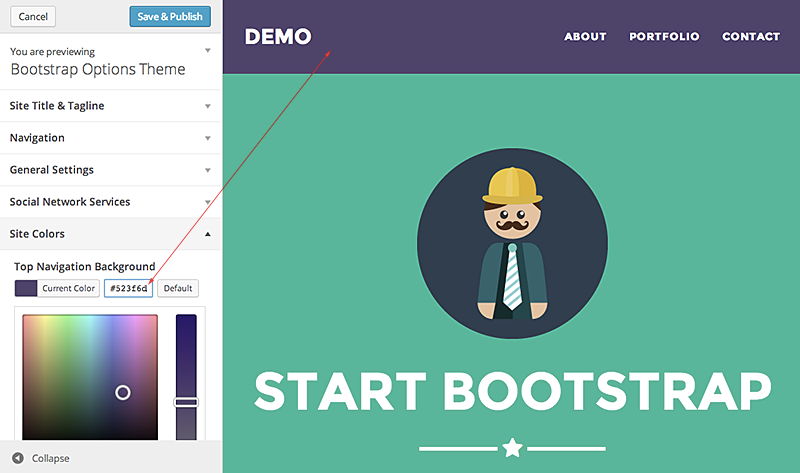 Cancel
Save & Publish
You are previewing
Bootstrap Options Theme
Site Title & Tagline
Navigation
General Settings
Social Network Services
Site Colors
Top Navigation Background
Current Color
#523f6d
Default
Collapse
DEMO
ABOUT PORTFOLIO CONTACT
START BOOTSTRAP